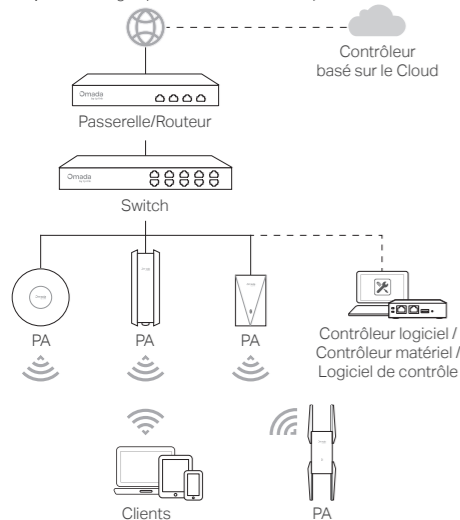 Contrôleur
basé sur le Cloud
Omada
Passerelle/Routeur
Omada
Switch
PA
PA
PA
Contrôleur logiciel /
Contrôleur matériel /
Logiciel de contrôle
Clients
PA